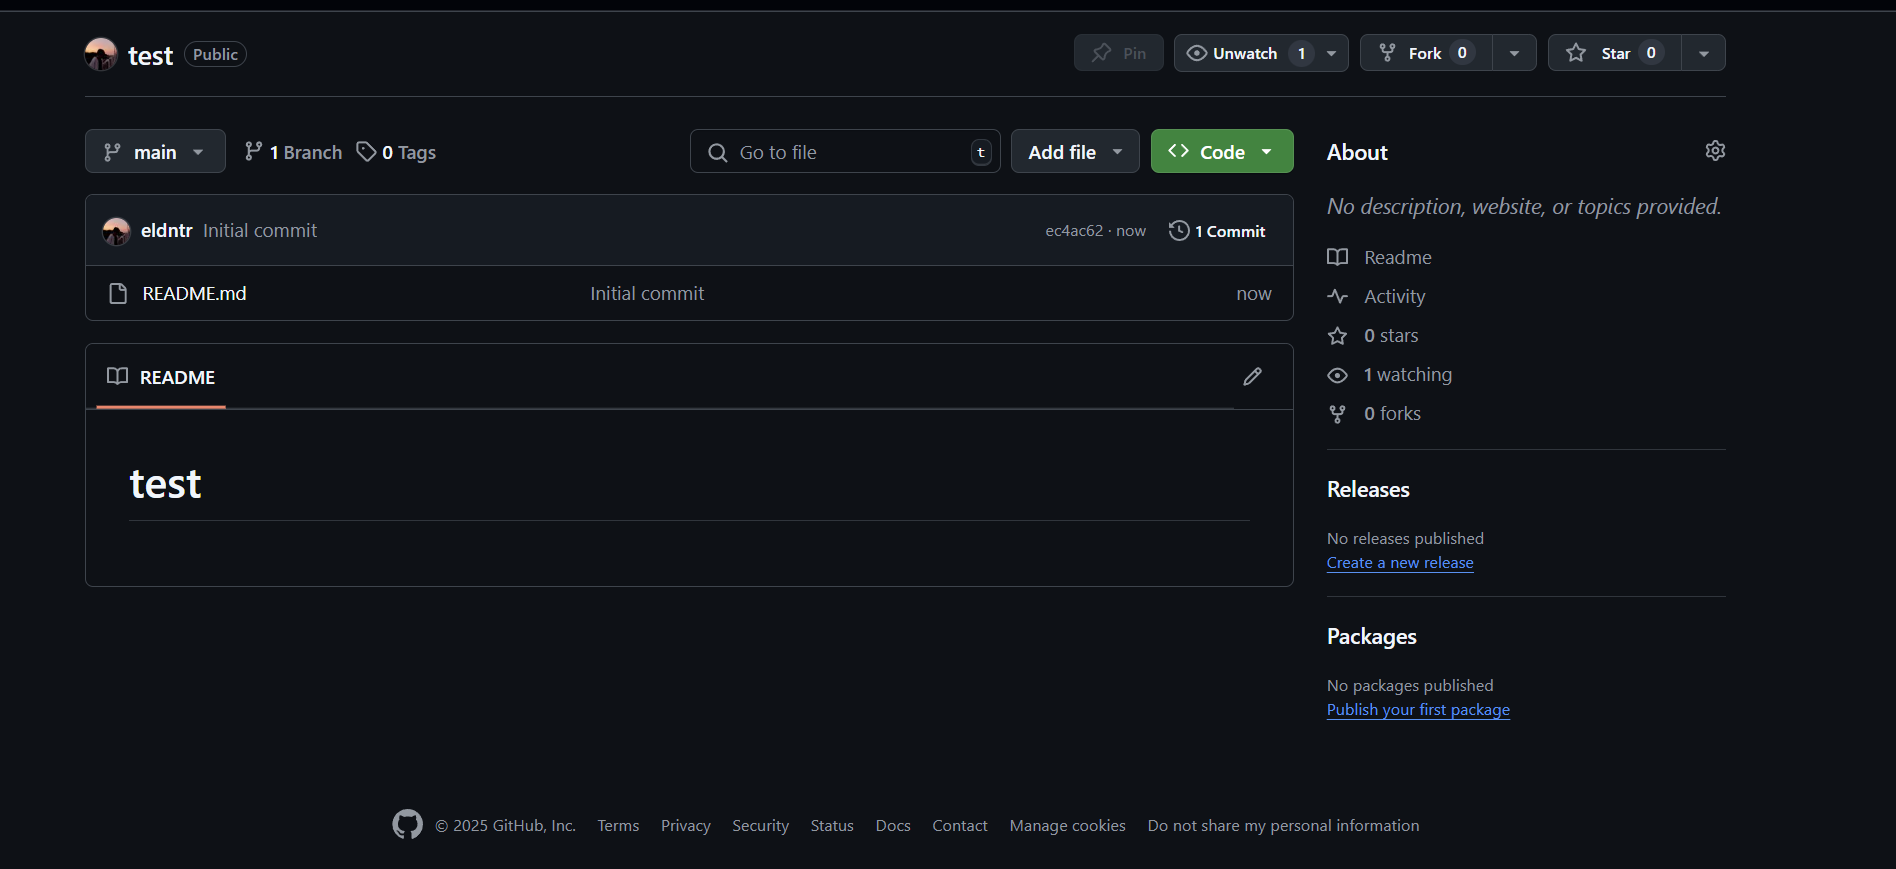 test Public
Pin Unwatch 1 Fork 0 Star 0
main 1 Branch 0 Tags
Go to file t Add file Code
eldntr Initial commit ec4ac62 · now 1 Commit
README.md Initial commit now
README
test
About
No description, website, or topics provided.
Readme
Activity
0 stars
1 watching
0 forks
Releases
No releases published
Create a new release
Packages
No packages published
Publish your first package
© 2025 GitHub, Inc. Terms Privacy Security Status Docs Contact Manage cookies Do not share my personal information